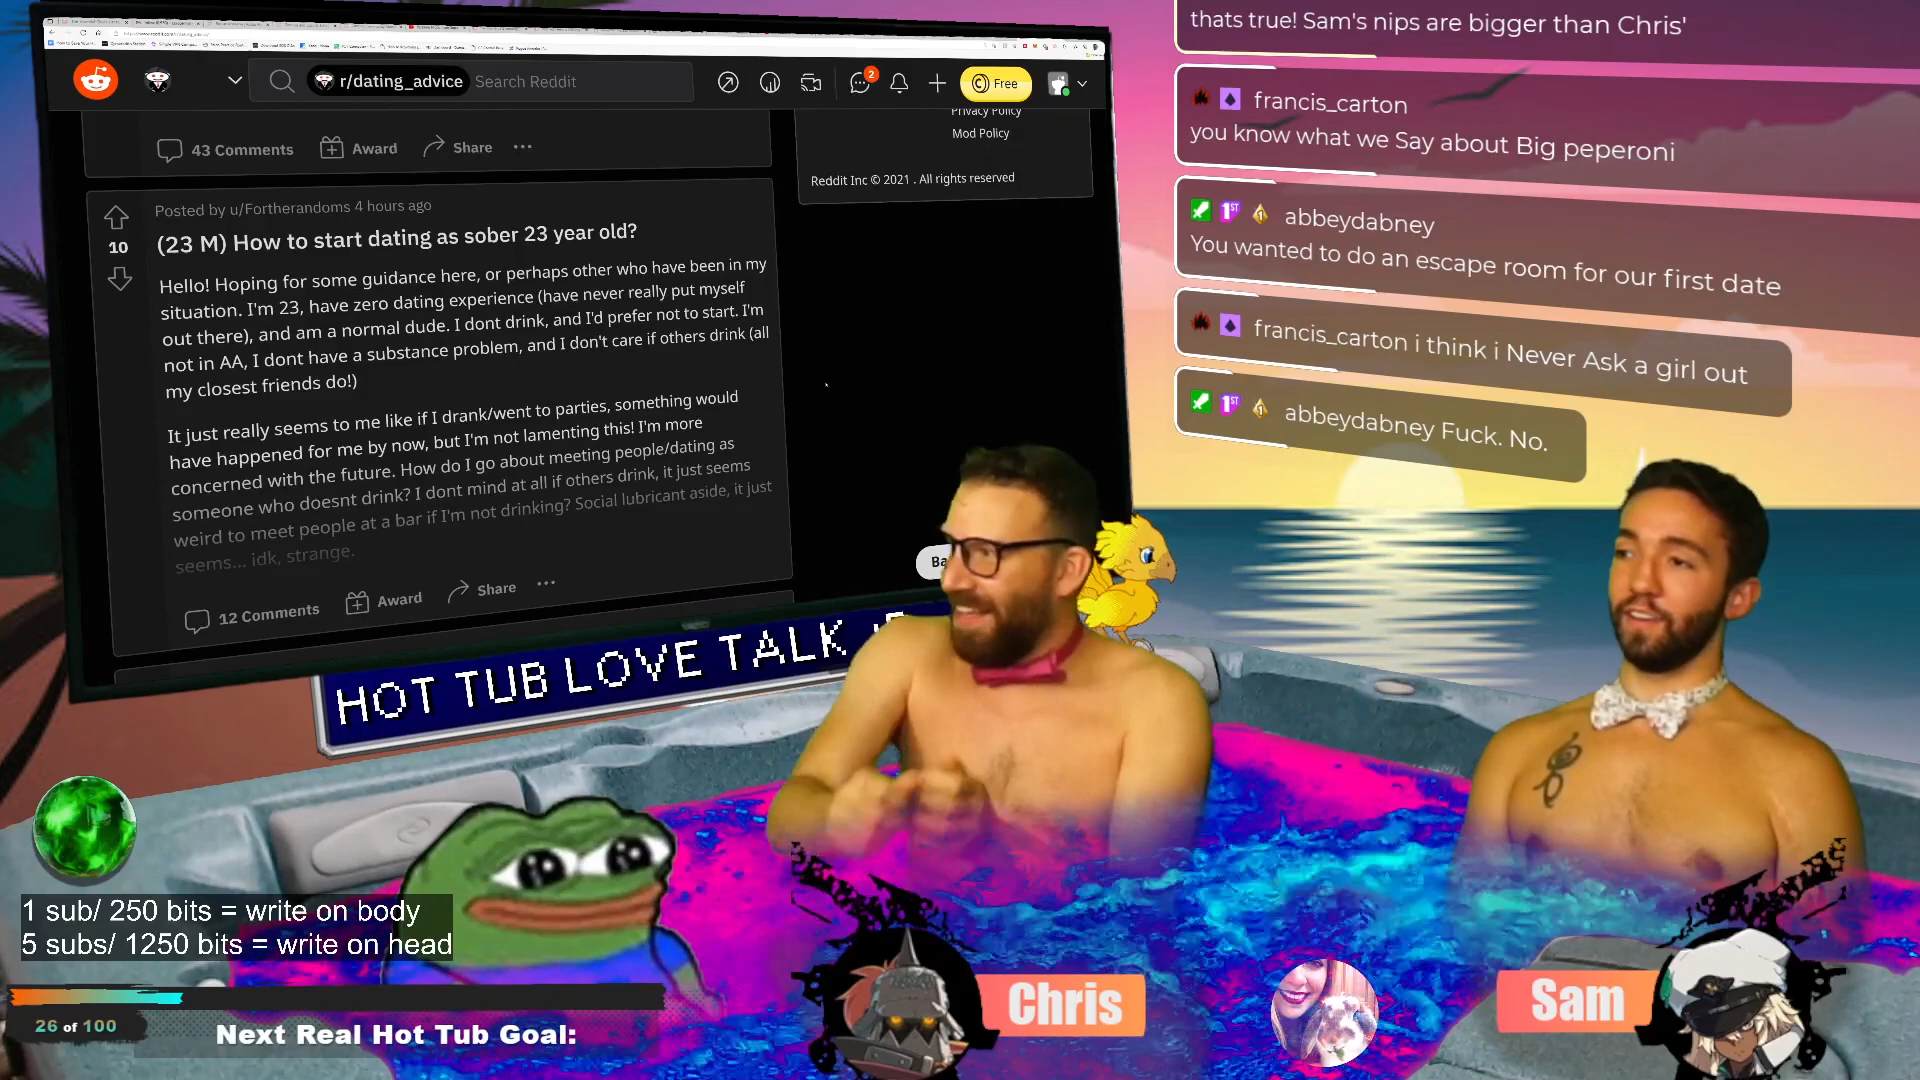 r/dating_advice
Search Reddit
2
Free
Privacy Policy
Mod Policy
Reddit Inc © 2021 . All rights reserved
43 Comments
Award
Share
Posted by u/Fortherandoms 4 hours ago
10
(23 M) How to start dating as sober 23 year old?
Hello! Hoping for some guidance here, or perhaps other who have been in my
situation. I'm 23, have zero dating experience (have never really put myself
out there), and am a normal dude. I dont drink, and I'd prefer not to start. I'm
not in AA, I dont have a substance problem, and I don't care if others drink (all
my closest friends do!)
It just really seems to me like if I drank/went to parties, something would
have happened for me by now, but I'm not lamenting this! I'm more
concerned with the future. How do I go about meeting people/dating as
someone who doesnt drink? I dont mind at all if others drink, it just seems
weird to meet people at a bar if I'm not drinking? Social lubricant aside, it just
seems... idk, strange.
12 Comments
Award
Share
Ba
HOT TUB LOVE TALK
thats true! Sam's nips are bigger than Chris'
francis_carton
you know what we Say about Big peperoni
1ST
abbeydabney
You wanted to do an escape room for our first date
francis_carton i think i Never Ask a girl out
1ST
abbeydabney Fuck. No.
1 sub/ 250 bits = write on body
5 subs/ 1250 bits = write on head
26 of 100
Next Real Hot Tub Goal:
Chris
Sam